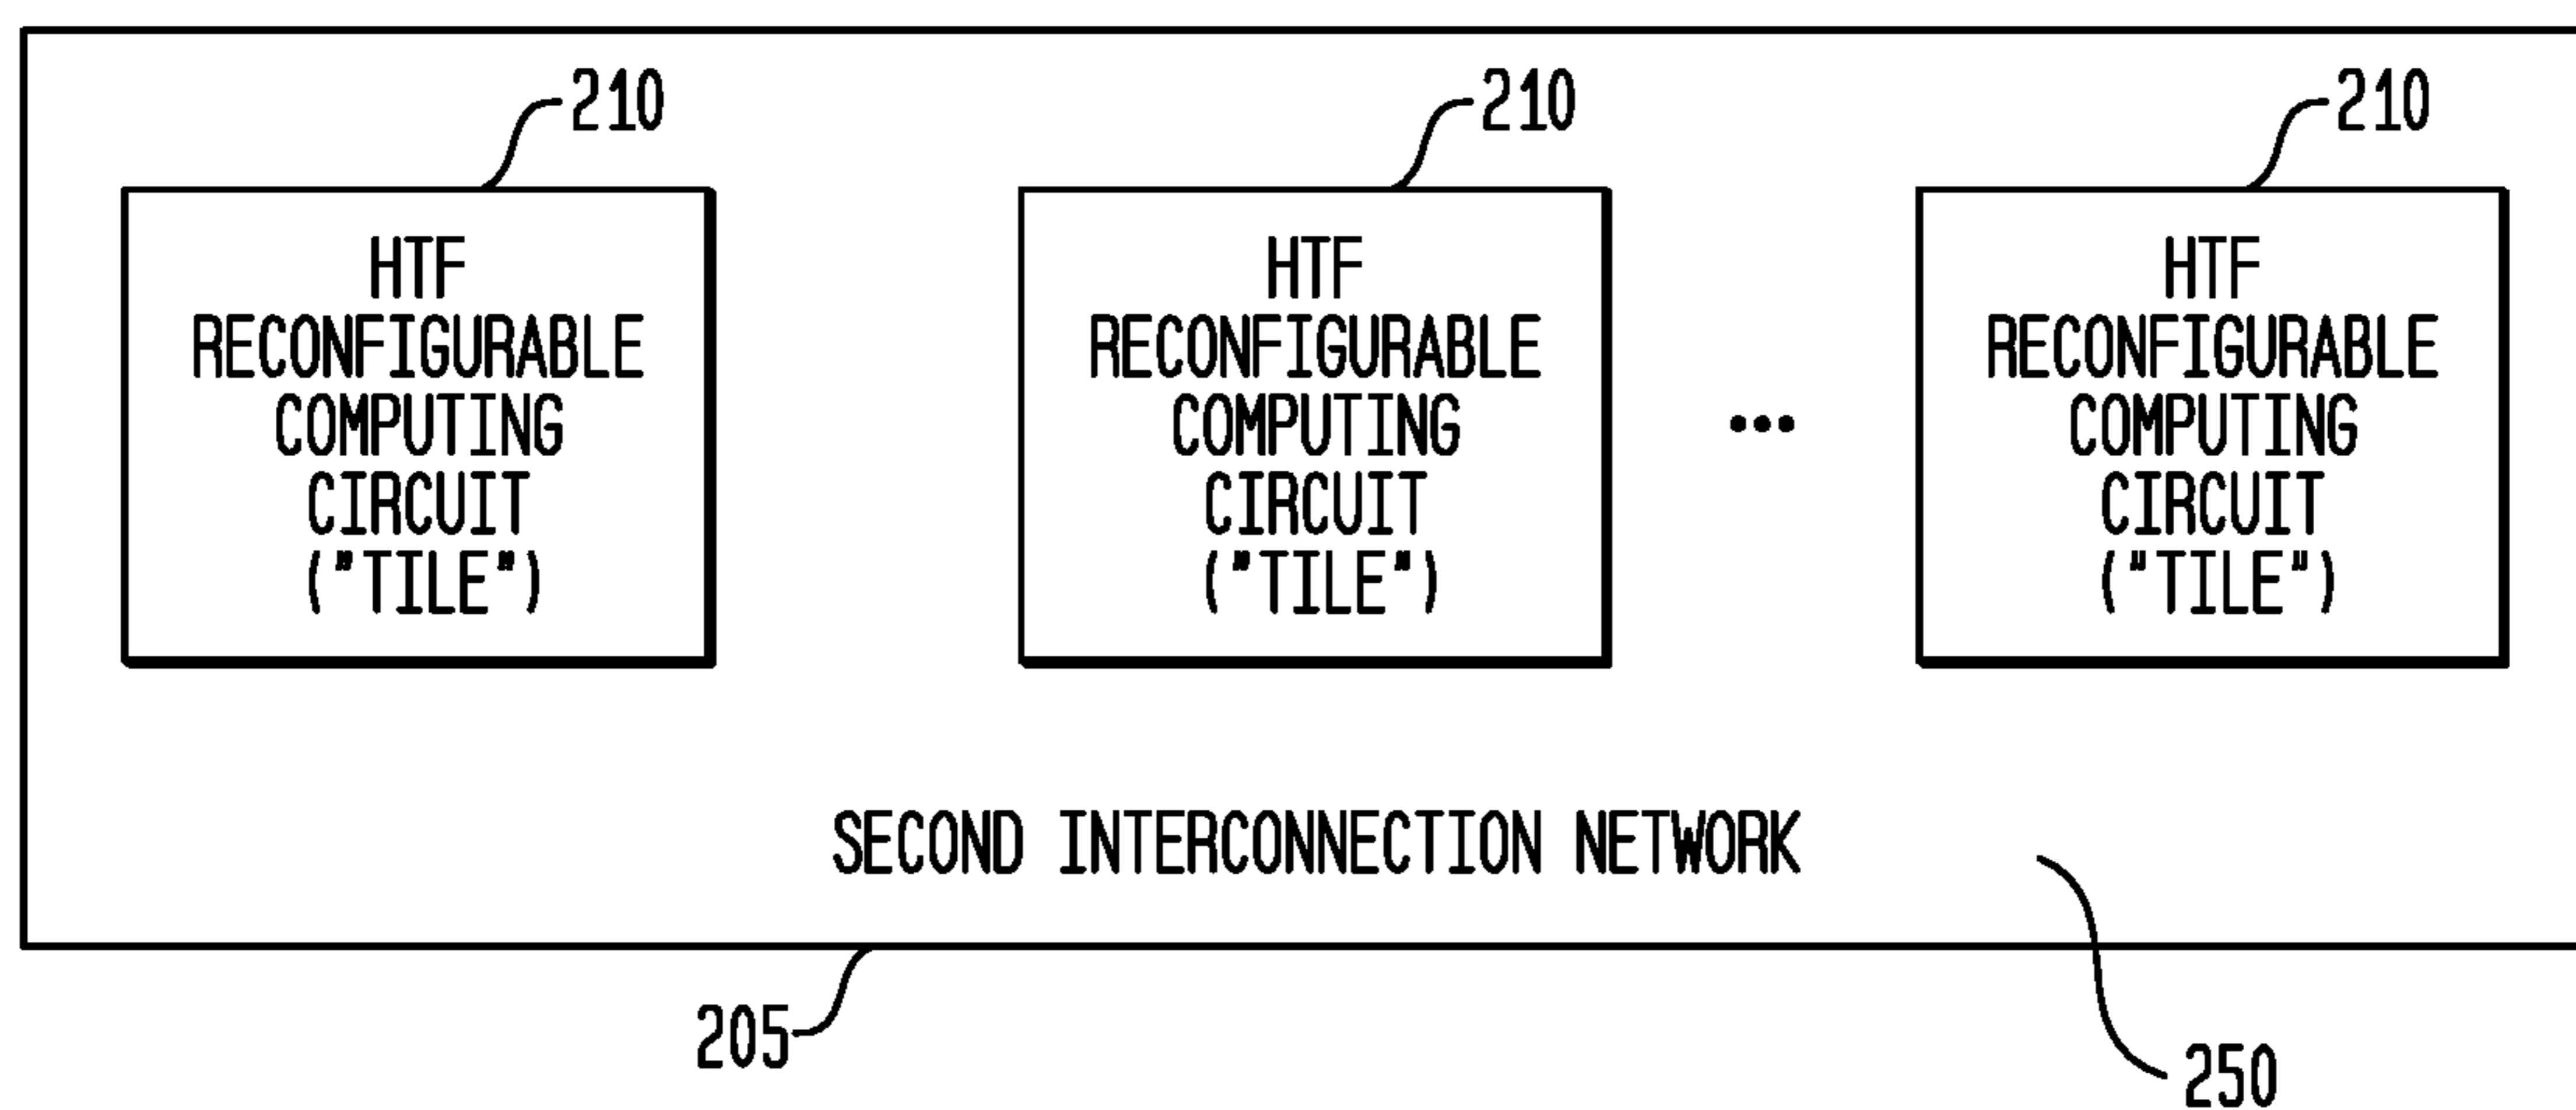 210
210
210
HTF
RECONFIGURABLE
COMPUTING
CIRCUIT
("TILE")
HTF
RECONFIGURABLE
COMPUTING
CIRCUIT
("TILE")
...
HTF
RECONFIGURABLE
COMPUTING
CIRCUIT
("TILE")
SECOND INTERCONNECTION NETWORK
205
250